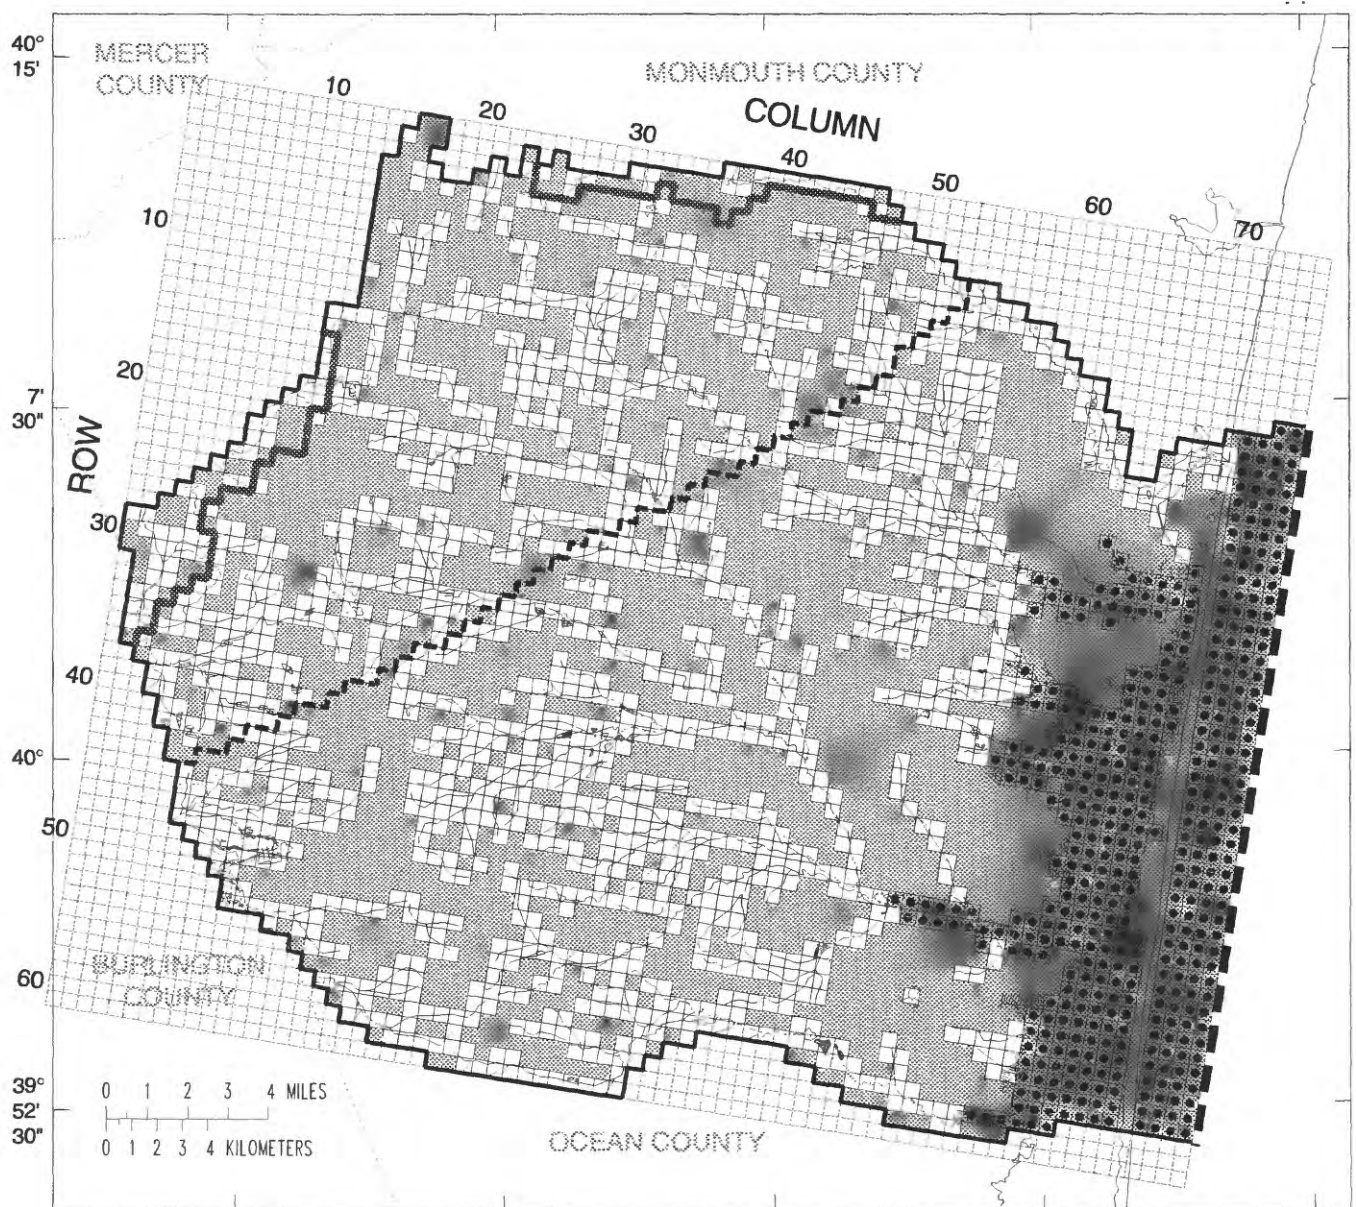 40°
15'
MERCER
COUNTY
MONMOUTH COUNTY
COLUMN
10
20
30
40
50
60
70
10
20
7'
30"
ROW
30
40
40°
50
60
BURLINGTON
COUNTY
39°
52'
30"
0 1 2 3 4 MILES
0 1 2 3 4 KILOMETERS
OCEAN COUNTY